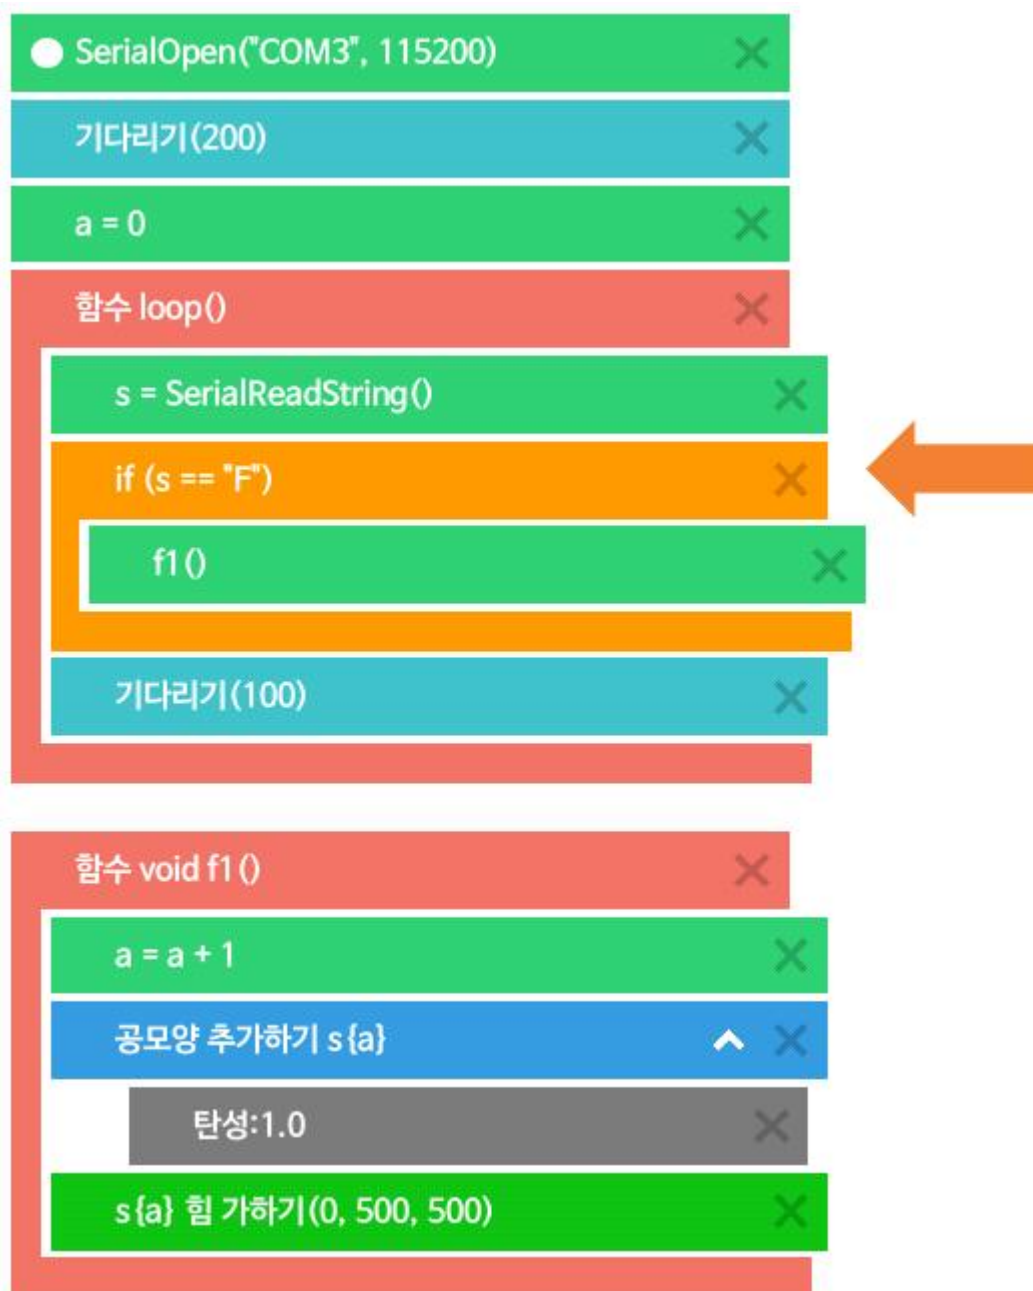 SerialOpen("COM3", 115200)
기다리기(200)
a = 0
함수 loop()
s = SerialReadString()
if (s == "F")
f1()
기다리기(100)
함수 void f1()
a = a + 1
공모양 추가하기 s{a}
탄성:1.0
s{a} 힘 가하기(0, 500, 500)